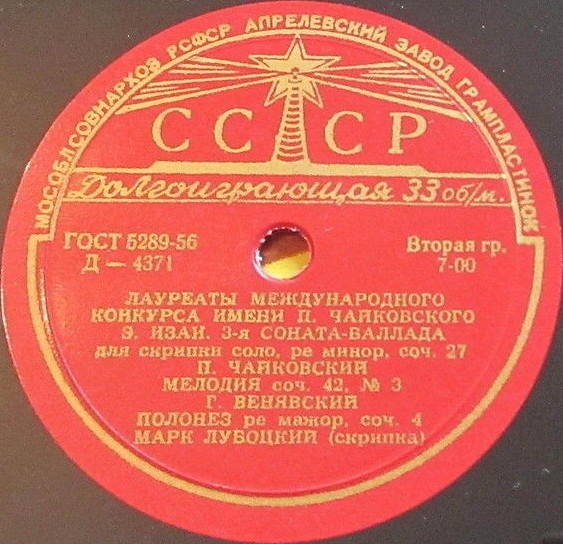 МОСОБЛСОВНАРХОЗ РСФСР АПРЕЛЕВСКИЙ ЗАВОД ГРАМПЛАСТИНОК
СССР
Долгоиграющая 33 об/м.
ГОСТ 5289-56 Вторая гр.
Д — 4371 7-00
ЛАУРЕАТЫ МЕЖДУНАРОДНОГО
КОНКУРСА ИМЕНИ П. ЧАЙКОВСКОГО
Э. ИЗАИ. 3-я СОНАТА-БАЛЛАДА
для скрипки соло, ре минор, соч. 27
П. ЧАЙКОВСКИЙ
МЕЛОДИЯ соч. 42, № 3
Г. ВЕНЯВСКИЙ
ПОЛОНЕЗ ре мажор, соч. 4
МАРК ЛУБОЦКИЙ (скрипка)